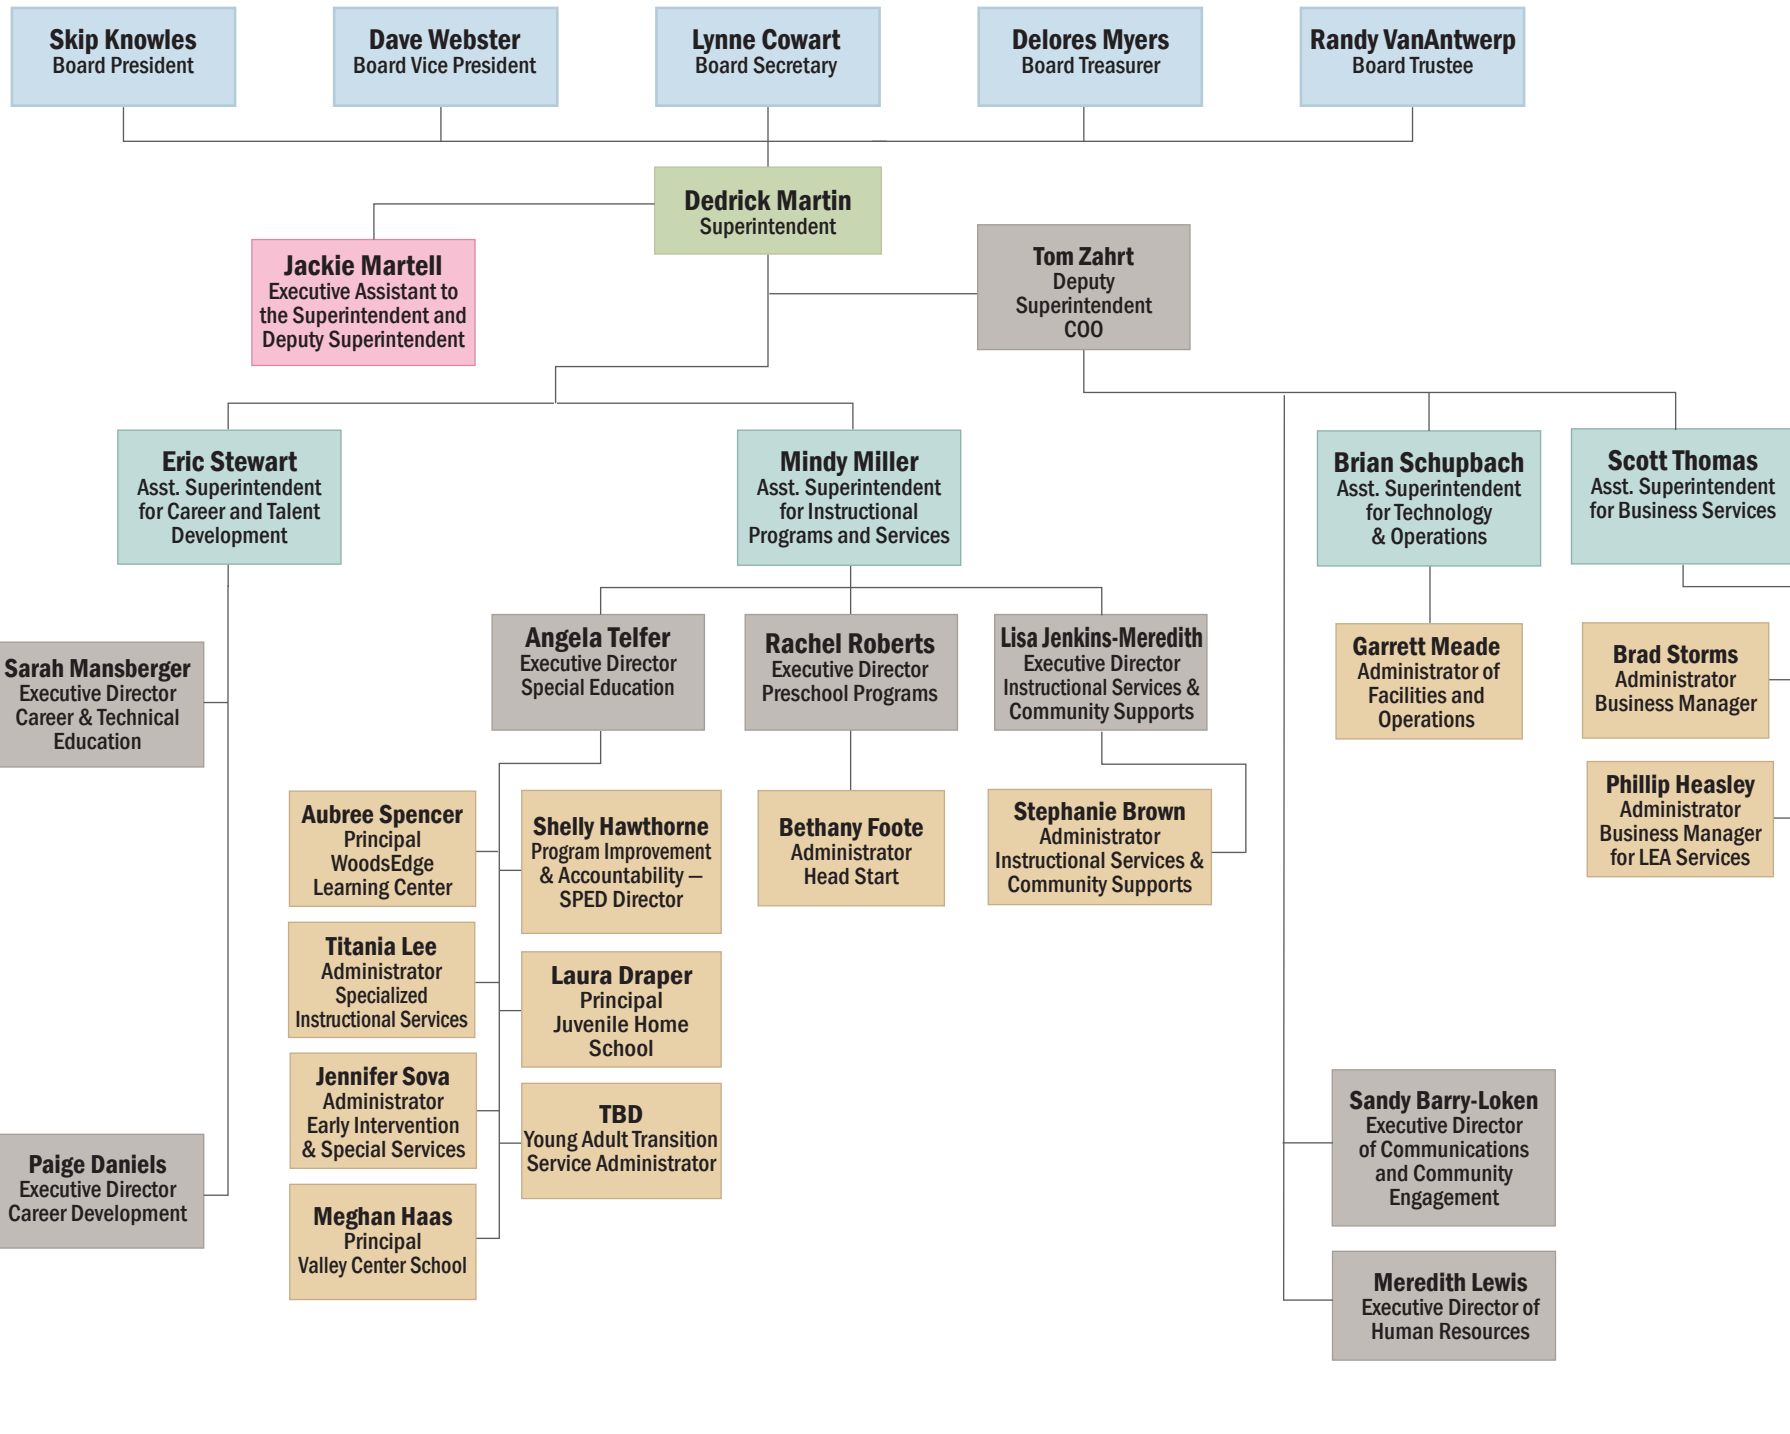 Skip Knowles
Board President
Dave Webster
Board Vice President
Lynne Cowart
Board Secretary
Delores Myers
Board Treasurer
Randy VanAntwerp
Board Trustee
Dedrick Martin
Superintendent
Jackie Martell
Executive Assistant to
the Superintendent and
Deputy Superintendent
Tom Zahrt
Deputy
Superintendent
COO
Eric Stewart
Asst. Superintendent
for Career and Talent
Development
Mindy Miller
Asst. Superintendent
for Instructional
Programs and Services
Brian Schupbach
Asst. Superintendent
for Technology
& Operations
Scott Thomas
Asst. Superintendent
for Business Services
Sarah Mansberger
Executive Director
Career & Technical
Education
Angela Telfer
Executive Director
Special Education
Rachel Roberts
Executive Director
Preschool Programs
Lisa Jenkins-Meredith
Executive Director
Instructional Services &
Community Supports
Garrett Meade
Administrator of
Facilities and
Operations
Brad Storms
Administrator
Business Manager
Phillip Heasley
Administrator
Business Manager
for LEA Services
Aubree Spencer
Principal
WoodsEdge
Learning Center
Shelly Hawthorne
Program Improvement
& Accountability —
SPED Director
Bethany Foote
Administrator
Head Start
Stephanie Brown
Administrator
Instructional Services &
Community Supports
Titania Lee
Administrator
Specialized
Instructional Services
Laura Draper
Principal
Juvenile Home
School
Jennifer Sova
Administrator
Early Intervention
& Special Services
TBD
Young Adult Transition
Service Administrator
Paige Daniels
Executive Director
Career Development
Meghan Haas
Principal
Valley Center School
Sandy Barry-Loken
Executive Director
of Communications
and Community
Engagement
Meredith Lewis
Executive Director of
Human Resources